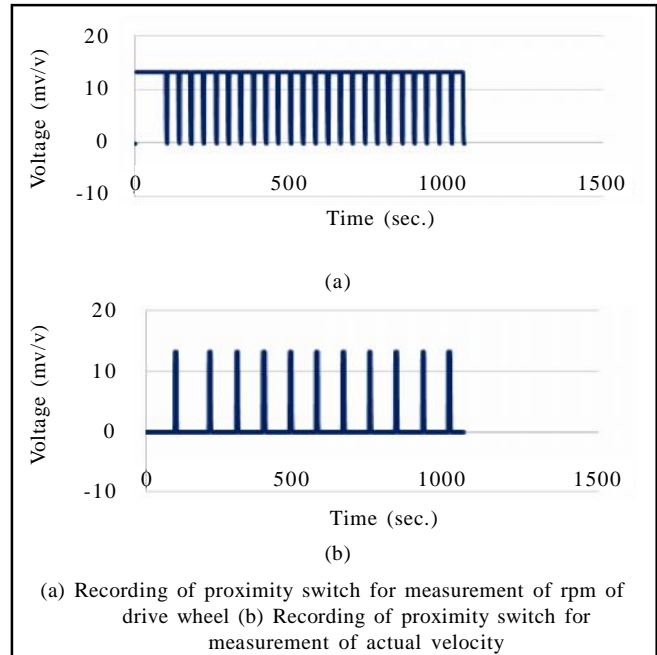 20
10
0
-10
Voltage (mv/v)
0 500 1000 1500
Time (sec.)
(a)
20
10
0
-10
Voltage (mv/v)
0 500 1000 1500
Time (sec.)
(b)
(a) Recording of proximity switch for measurement of rpm of
drive wheel (b) Recording of proximity switch for
measurement of actual velocity